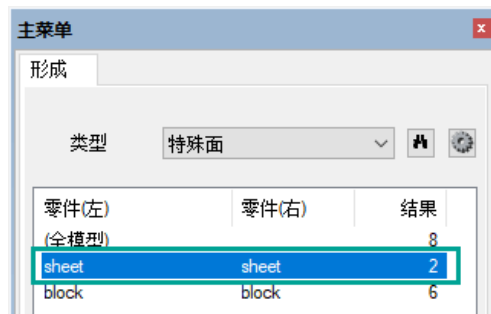 主菜单
形成
类型 特殊面
零件(左) 零件(右) 结果
(全模型) 8
sheet sheet 2
block block 6